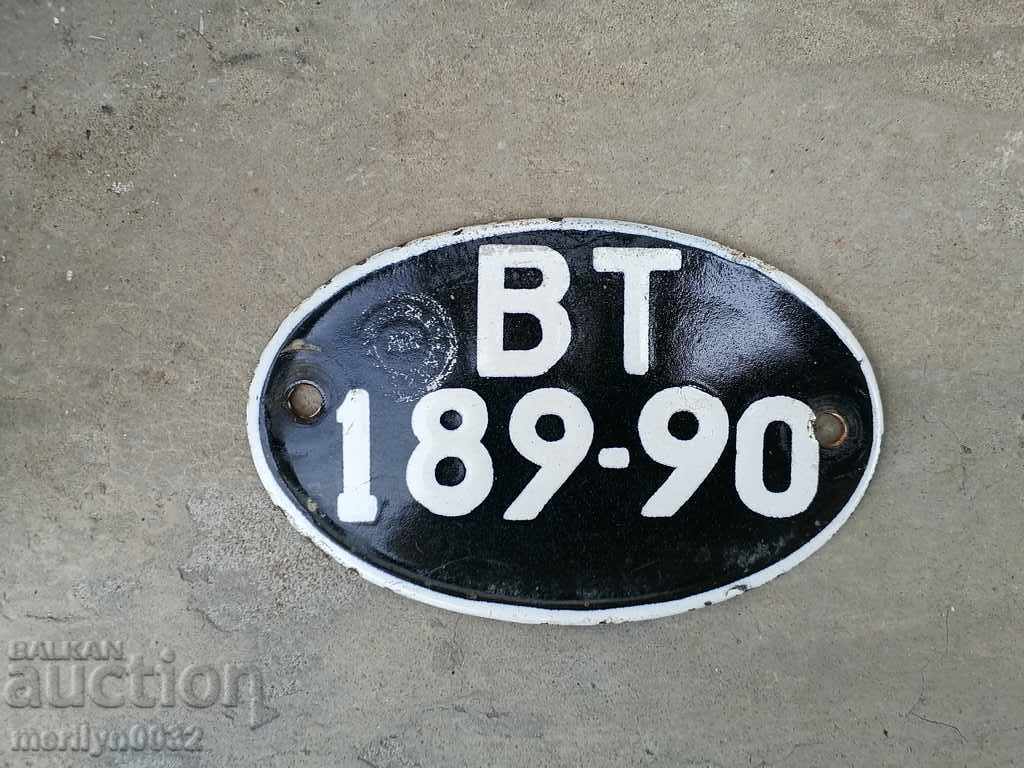 BT
189-90
BALKAN
auction
merilyn0032